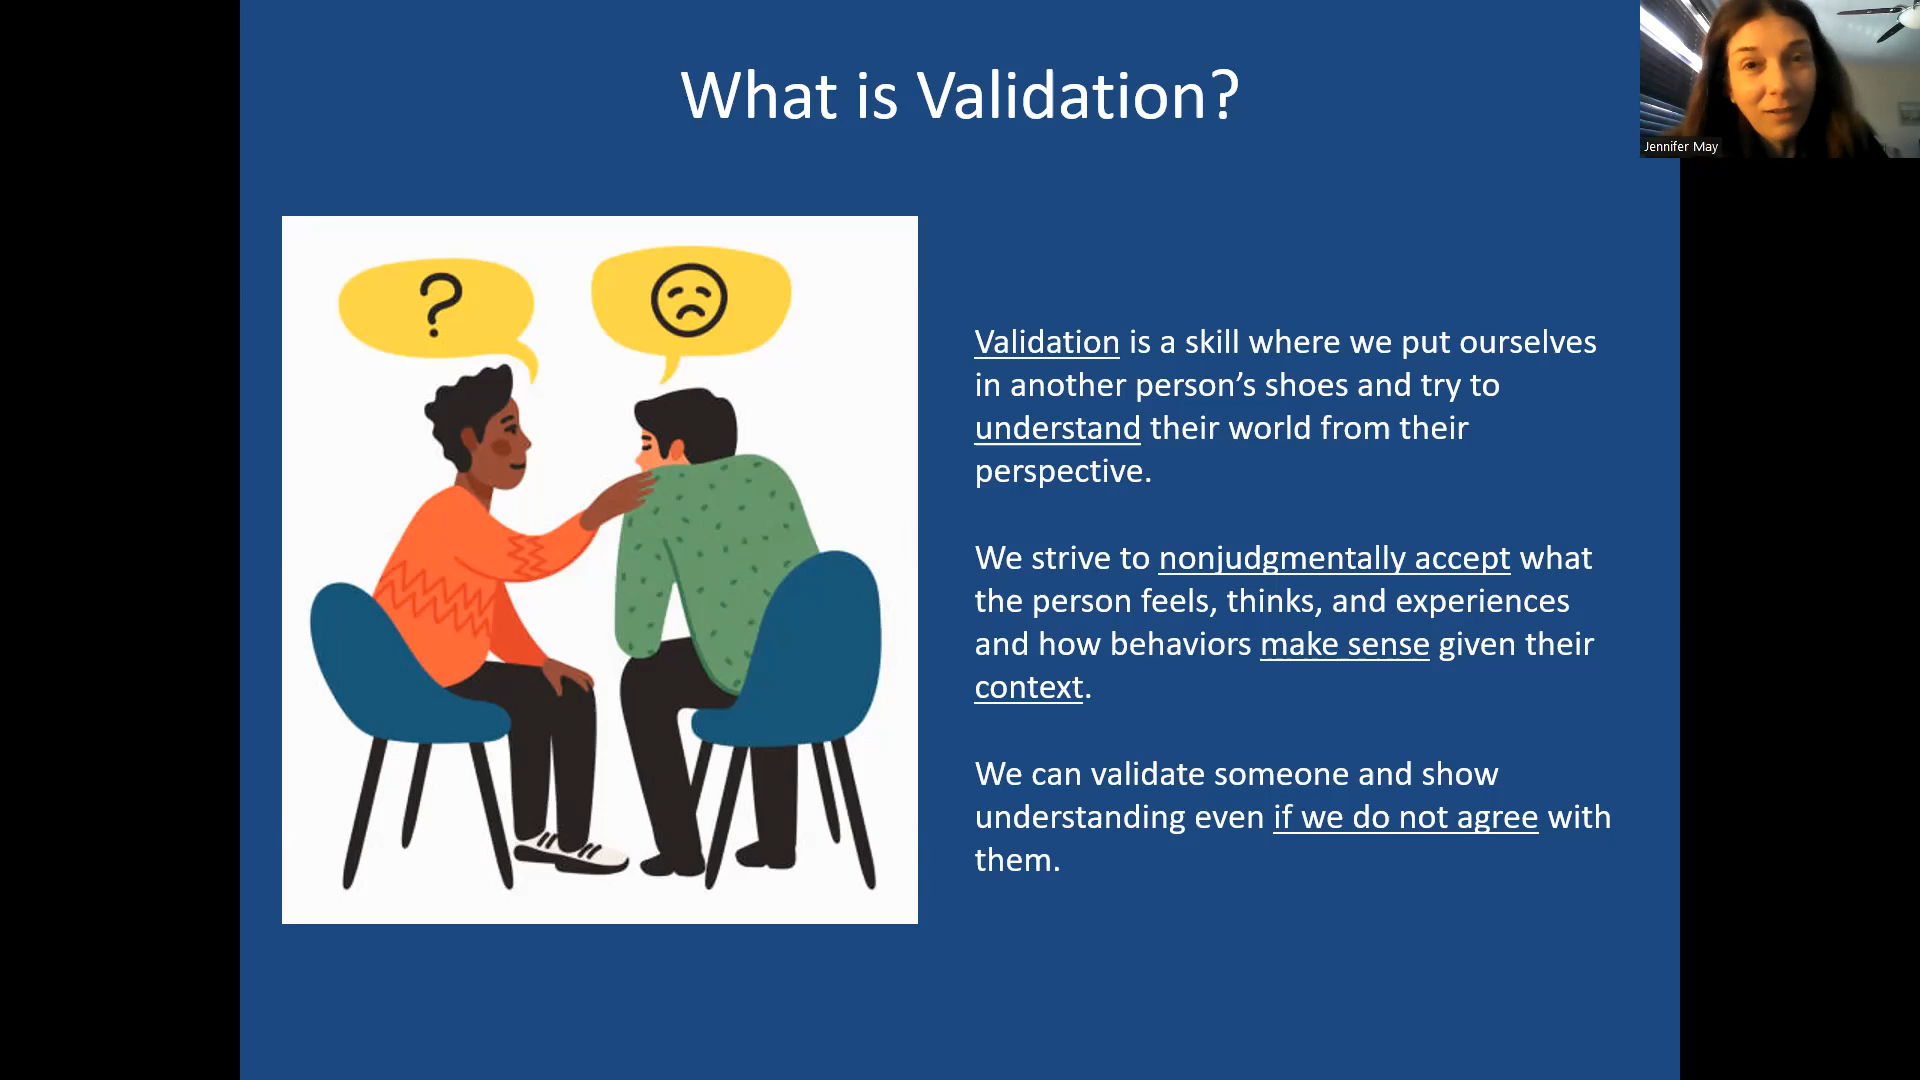 What is Validation?
Jennifer May
?
Validation is a skill where we put ourselves
in another person’s shoes and try to
understand their world from their
perspective.
We strive to nonjudgmentally accept what
the person feels, thinks, and experiences
and how behaviors make sense given their
context.
We can validate someone and show
understanding even if we do not agree with
them.